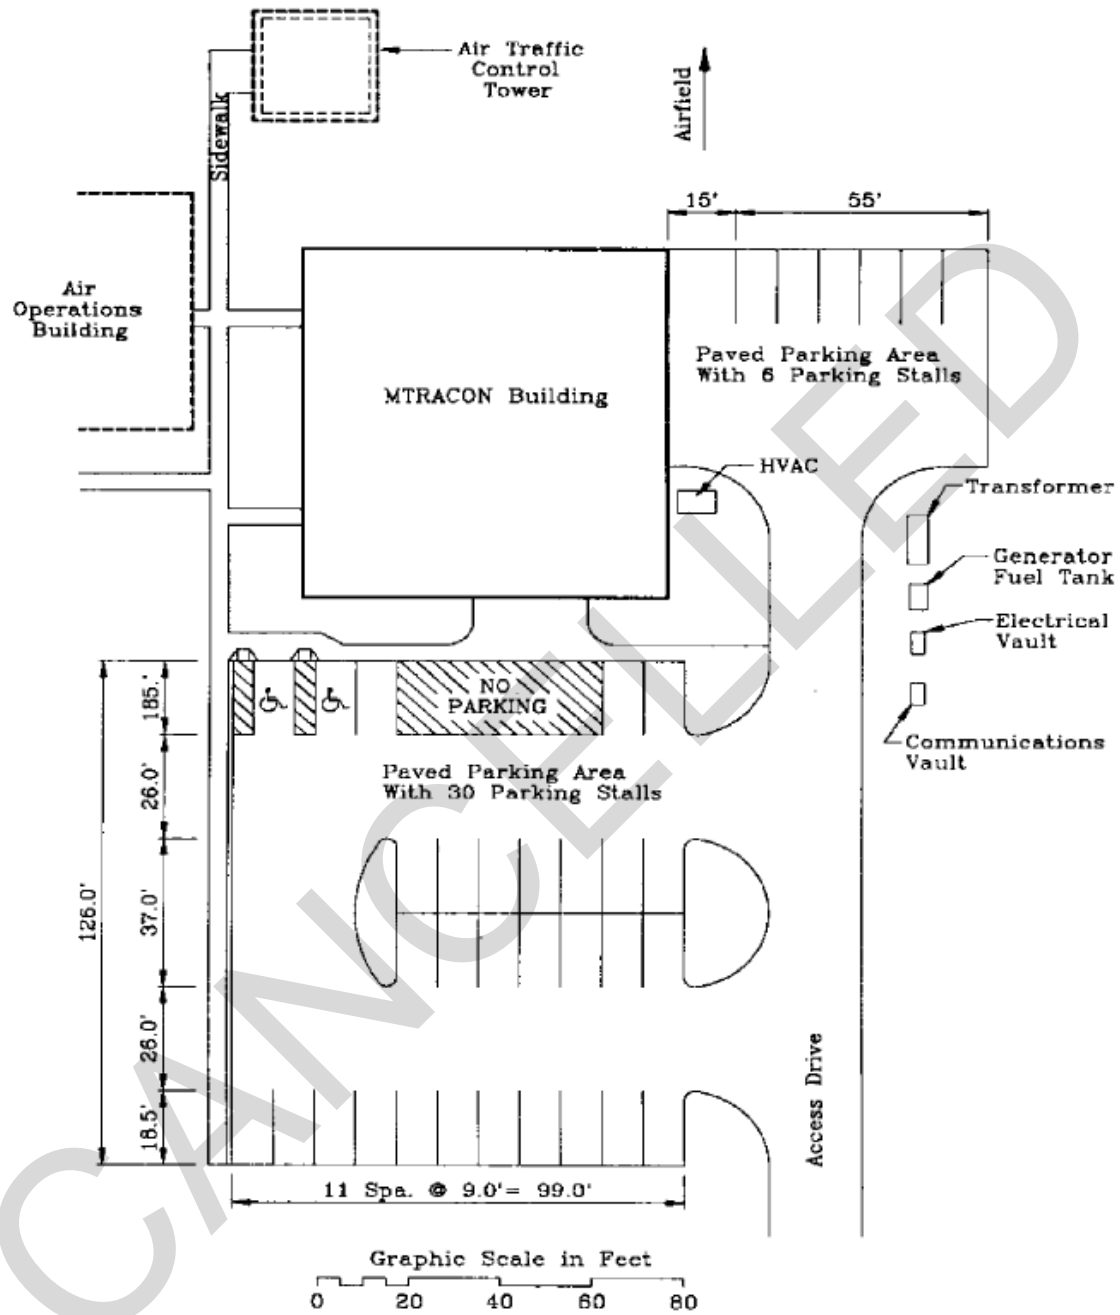 Air Traffic
Control
Tower
Airfield
Sidewalk
15'
55'
Air
Operations
Building
Paved Parking Area
With 6 Parking Stalls
MTRACON Building
HVAC
Transformer
Generator
Fuel Tank
Electrical
Vault
Communications
Vault
185.'
NO
PARKING
26.0'
Paved Parking Area
With 30 Parking Stalls
126.0'
37.0'
26.0'
18.5'
Access Drive
11 Spa. @ 9.0'= 99.0'
Graphic Scale in Feet
0 20 40 60 80
CANCELLED